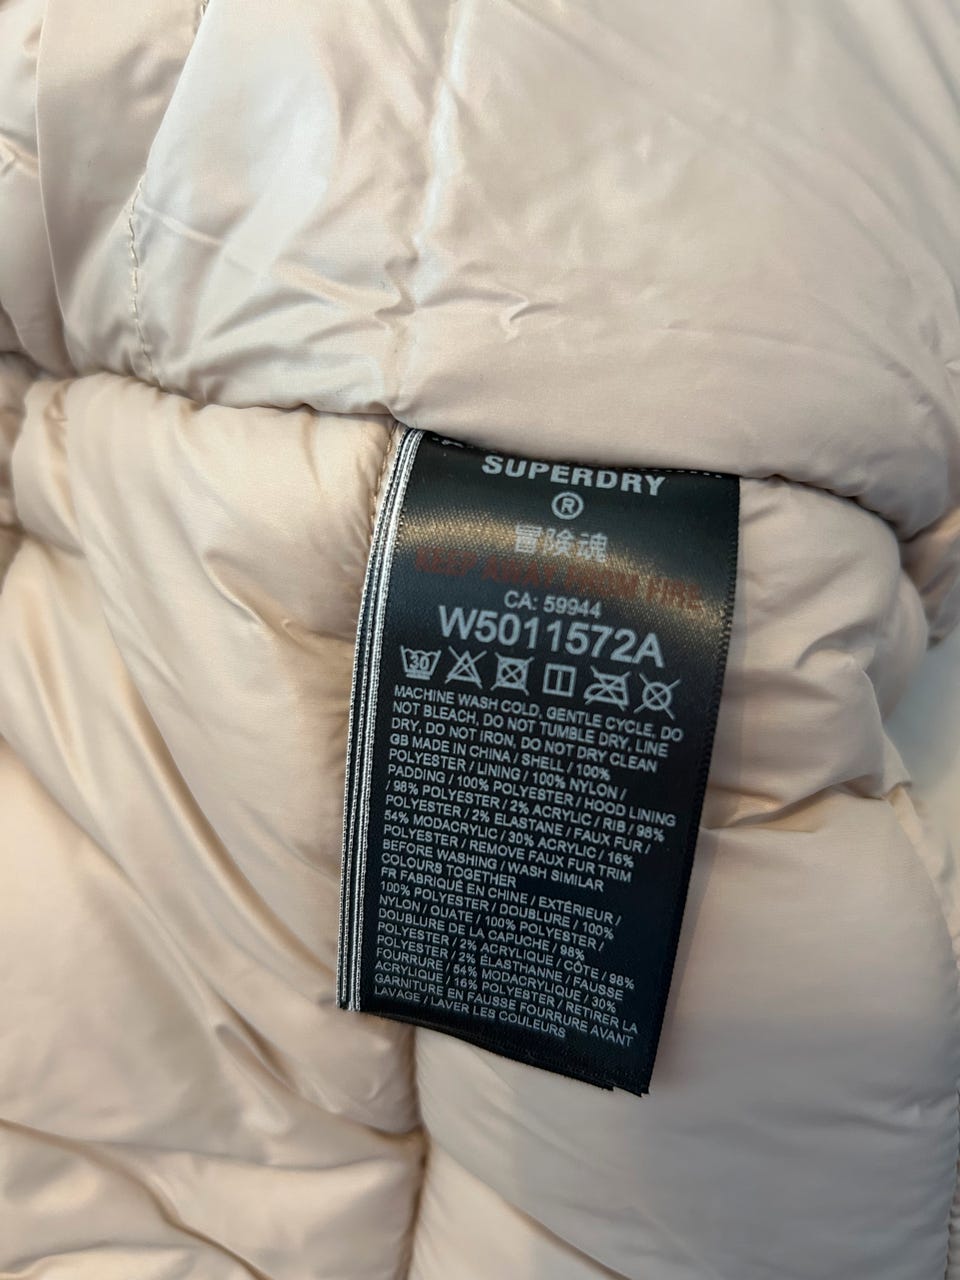 SUPERDRY
®
冒険魂
KEEP AWAY FROM FIRE
CA: 59944
W5011572A
30
MACHINE WASH COLD, GENTLE CYCLE, DO
NOT BLEACH, DO NOT TUMBLE DRY, LINE
DRY, DO NOT IRON, DO NOT DRY CLEAN
GB MADE IN CHINA / SHELL / 100%
POLYESTER / LINING / 100% NYLON /
PADDING / 100% POLYESTER / HOOD LINING
/ 98% POLYESTER / 2% ACRYLIC / RIB / 98%
POLYESTER / 2% ELASTANE / FAUX FUR /
54% MODACRYLIC / 30% ACRYLIC / 16%
POLYESTER / REMOVE FAUX FUR TRIM
BEFORE WASHING / WASH SIMILAR
COLOURS TOGETHER
FR FABRIQUÉ EN CHINE / EXTÉRIEUR /
100% POLYESTER / DOUBLURE / 100%
NYLON / OUATE / 100% POLYESTER /
DOUBLURE DE LA CAPUCHE / 98%
POLYESTER / 2% ACRYLIQUE / CÔTE / 98%
POLYESTER / 2% ÉLASTHANNE / FAUSSE
FOURRURE / 54% MODACRYLIQUE / 30%
ACRYLIQUE / 16% POLYESTER / RETIRER LA
GARNITURE EN FAUSSE FOURRURE AVANT
LAVAGE / LAVER LES COULEURS